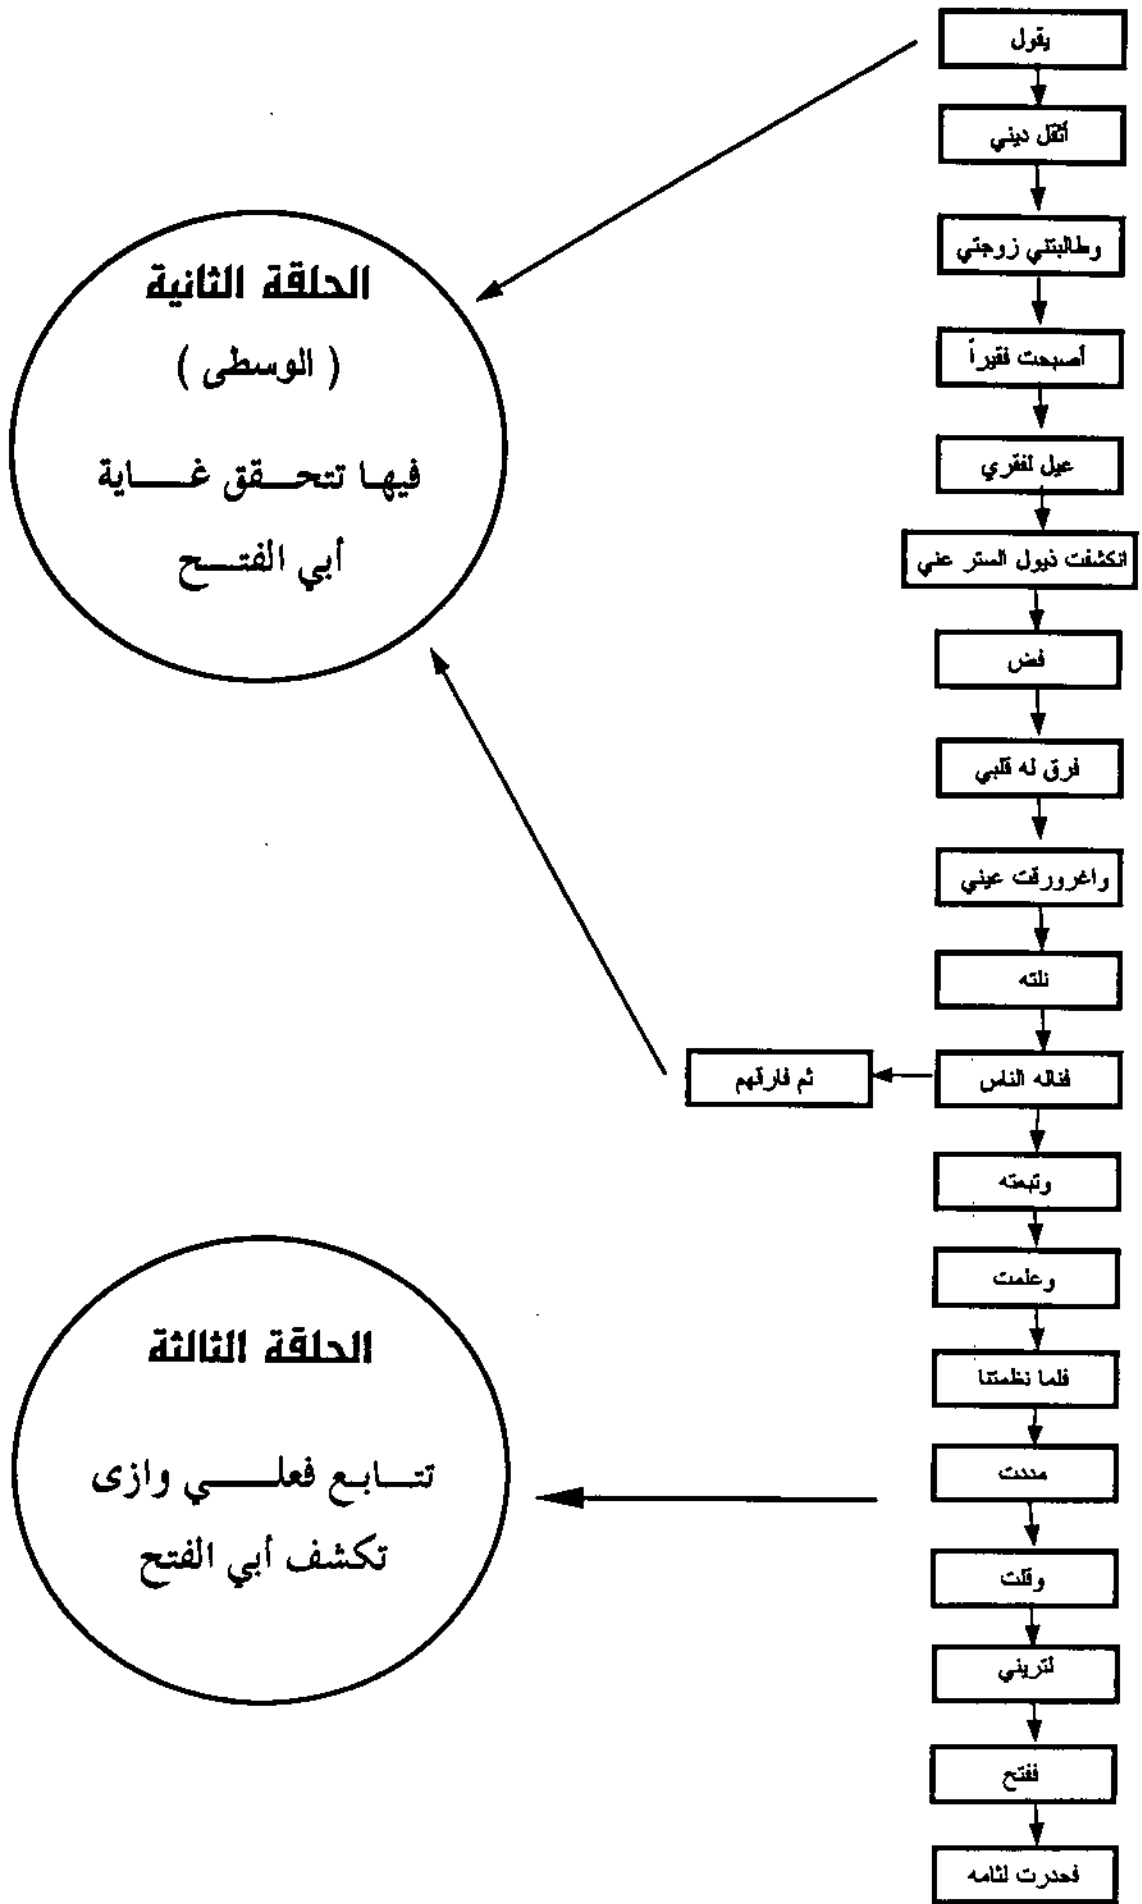 يقول
أثقل ديني
وطالبتني زوجتي
أصبحت فقيراً
عيل لفقري
انكشفت ذيول الستر عني
فض
فرق له قلبي
واغرورقت عيني
نلته
فناله الناس
ثم فارقهم
وتبعته
وعلمت
فلما نظمتنا
مددت
وقلت
لتريني
ففتح
فحدرت لثامه
الحلقة الثانية
( الوسطى )
فيها تتحقق غاية
أبي الفتح
الحلقة الثالثة
تتابع فعلي وازى
تكشف أبي الفتح